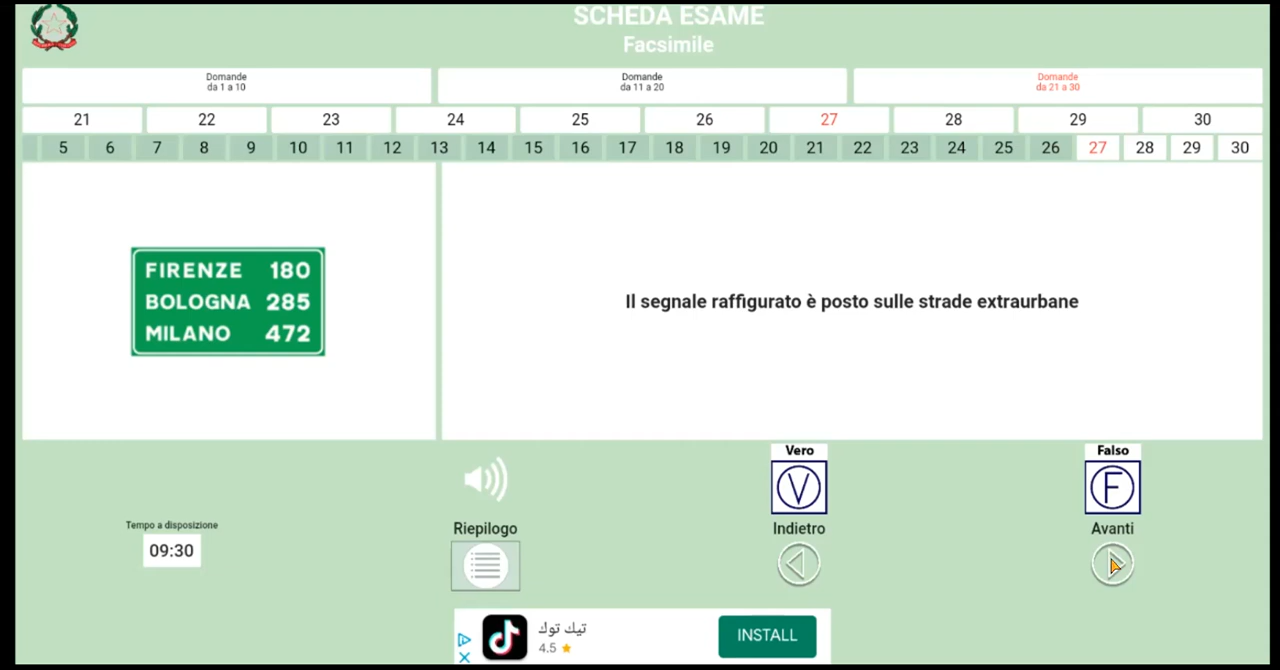 SCHEDA ESAME
Facsimile
Domande
da 1 a 10
Domande
da 11 a 20
Domande
da 21 a 30
21 22 23 24 25 26 27 28 29 30
5 6 7 8 9 10 11 12 13 14 15 16 17 18 19 20 21 22 23 24 25 26 27 28 29 30
FIRENZE 180
BOLOGNA 285
MILANO 472
Il segnale raffigurato è posto sulle strade extraurbane
Vero
V
Falso
F
Riepilogo
Indietro
Avanti
Tempo a disposizione
09:30
تيك توك
4.5
INSTALL